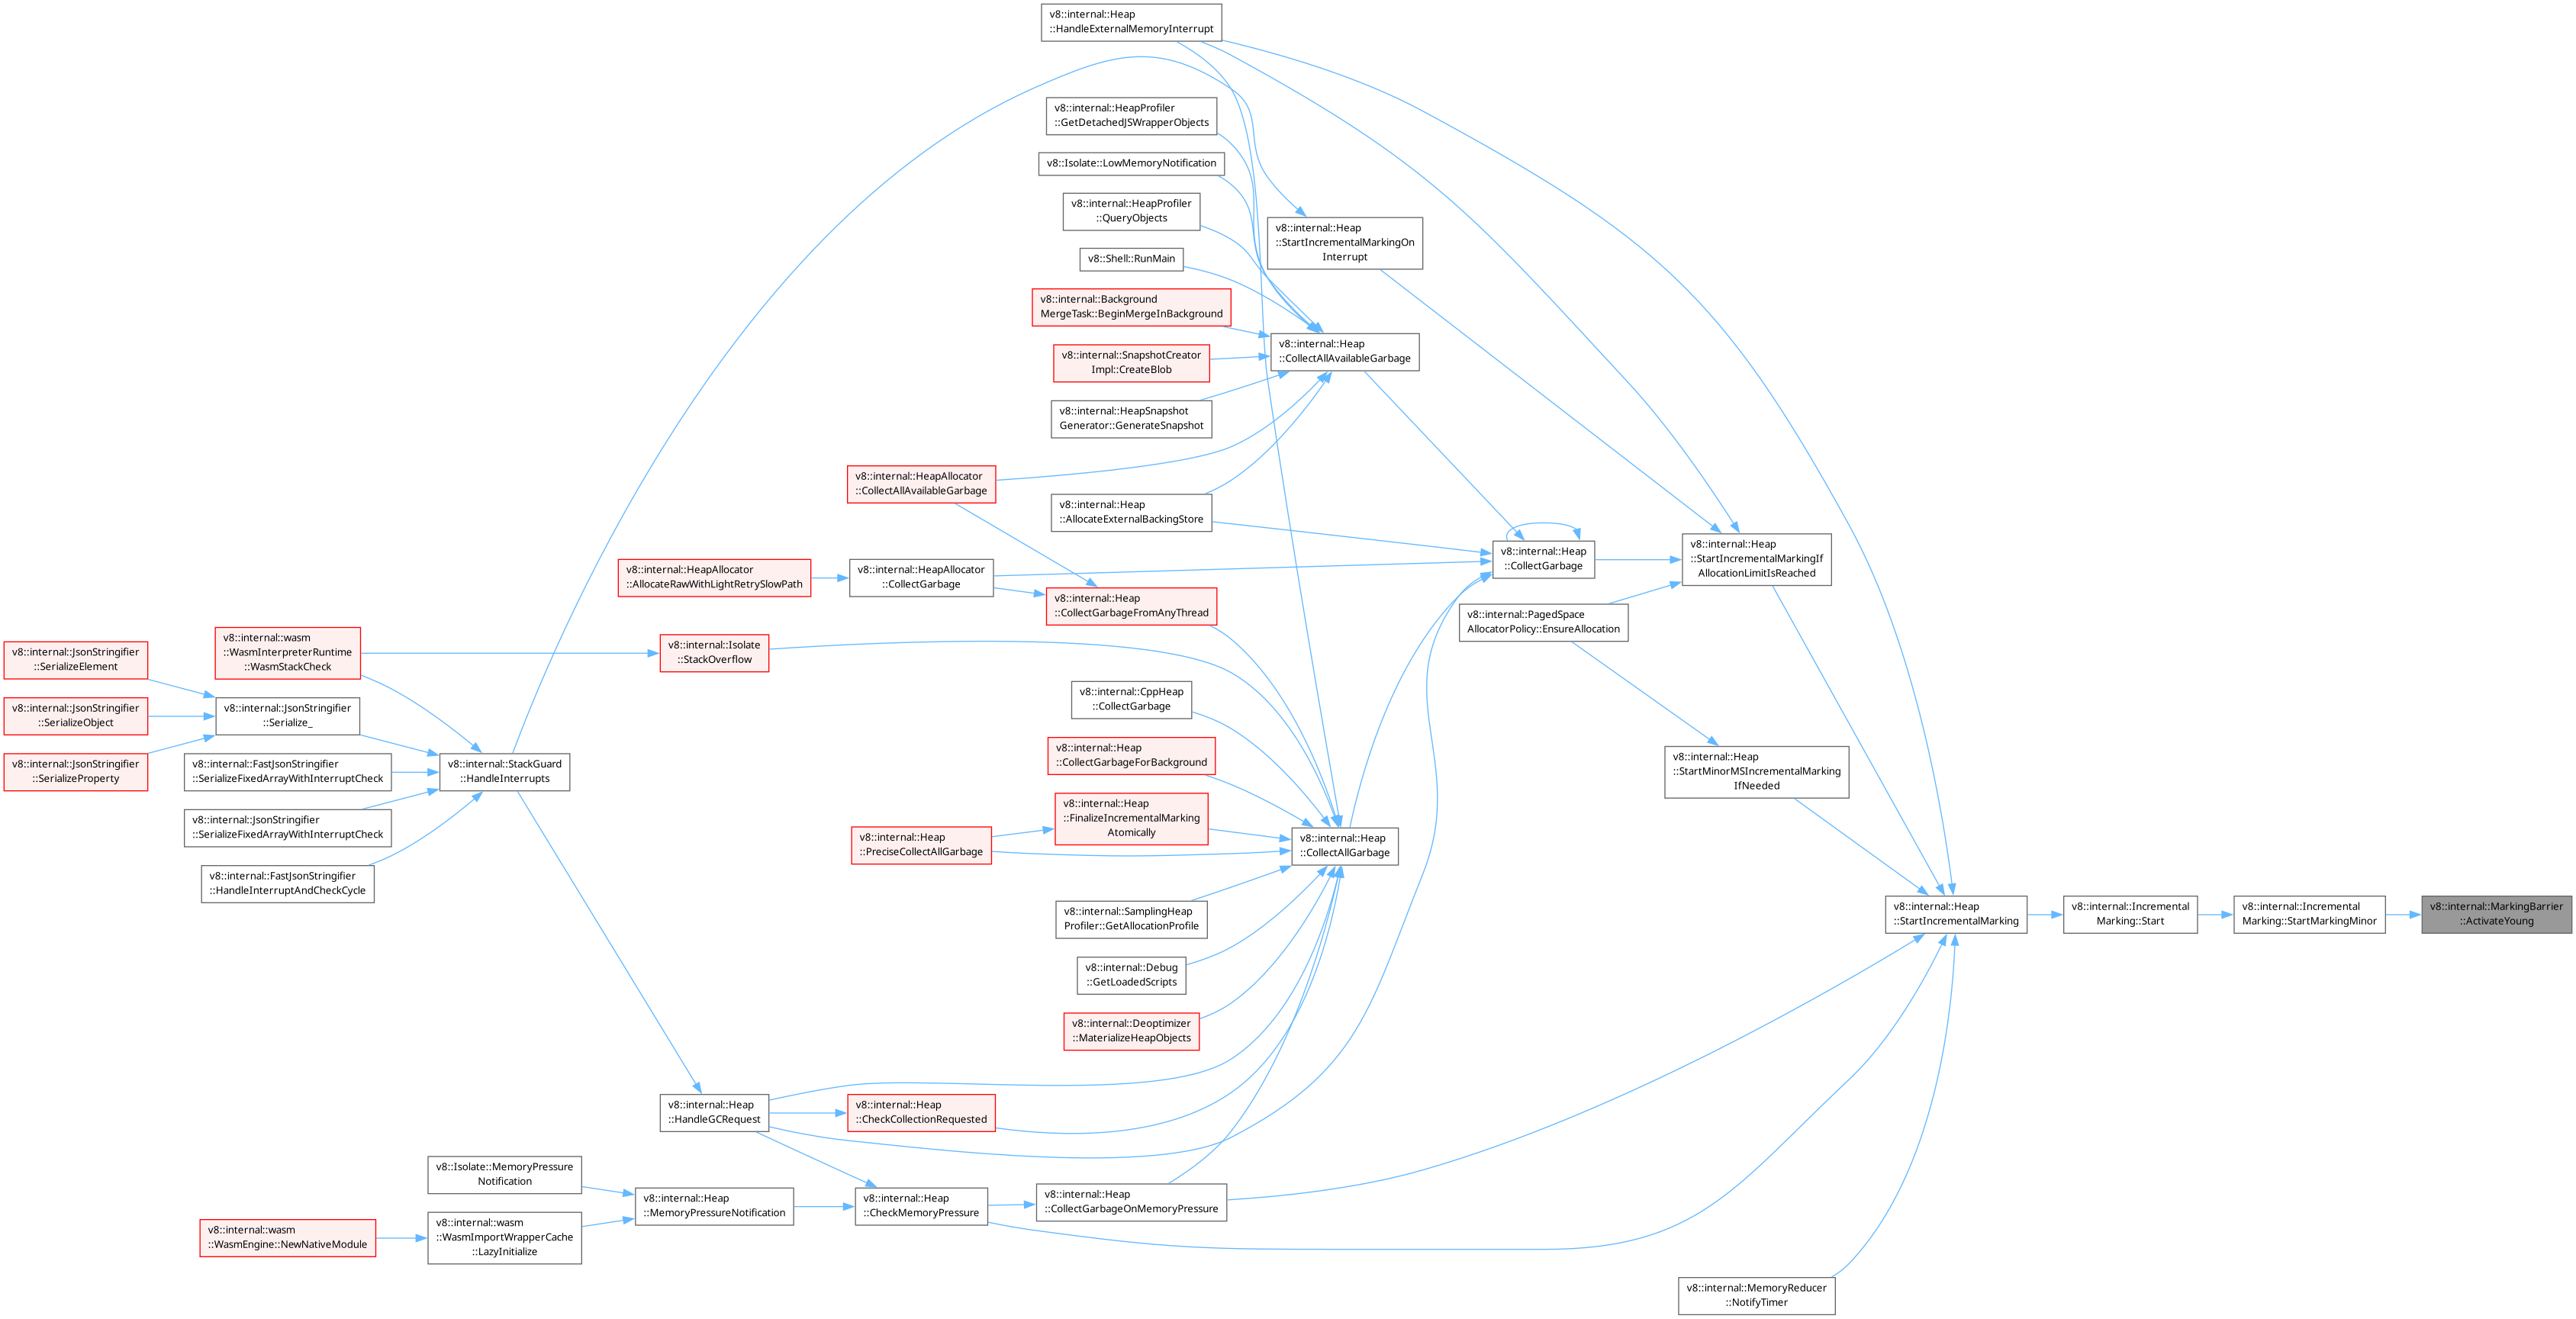 v8::internal::Heap
::HandleExternalMemoryInterrupt
v8::internal::HeapProfiler
::GetDetachedJSWrapperObjects
v8::Isolate::LowMemoryNotification
v8::internal::HeapProfiler
::QueryObjects
v8::internal::Heap
::StartIncrementalMarkingOn
Interrupt
v8::Shell::RunMain
v8::internal::Background
MergeTask::BeginMergeInBackground
v8::internal::Heap
::CollectAllAvailableGarbage
v8::internal::SnapshotCreator
Impl::CreateBlob
v8::internal::HeapSnapshot
Generator::GenerateSnapshot
v8::internal::HeapAllocator
::CollectAllAvailableGarbage
v8::internal::Heap
::AllocateExternalBackingStore
v8::internal::Heap
::CollectGarbage
v8::internal::Heap
::StartIncrementalMarkingIf
AllocationLimitIsReached
v8::internal::HeapAllocator
::AllocateRawWithLightRetrySlowPath
v8::internal::HeapAllocator
::CollectGarbage
v8::internal::Heap
::CollectGarbageFromAnyThread
v8::internal::PagedSpace
AllocatorPolicy::EnsureAllocation
v8::internal::JsonStringifier
::SerializeElement
v8::internal::wasm
::WasmInterpreterRuntime
::WasmStackCheck
v8::internal::Isolate
::StackOverflow
v8::internal::JsonStringifier
::SerializeObject
v8::internal::JsonStringifier
::Serialize_
v8::internal::CppHeap
::CollectGarbage
v8::internal::JsonStringifier
::SerializeProperty
v8::internal::FastJsonStringifier
::SerializeFixedArrayWithInterruptCheck
v8::internal::StackGuard
::HandleInterrupts
v8::internal::Heap
::CollectGarbageForBackground
v8::internal::Heap
::StartMinorMSIncrementalMarking
IfNeeded
v8::internal::JsonStringifier
::SerializeFixedArrayWithInterruptCheck
v8::internal::Heap
::FinalizeIncrementalMarking
Atomically
v8::internal::Heap
::PreciseCollectAllGarbage
v8::internal::Heap
::CollectAllGarbage
v8::internal::FastJsonStringifier
::HandleInterruptAndCheckCycle
v8::internal::SamplingHeap
Profiler::GetAllocationProfile
v8::internal::Heap
::StartIncrementalMarking
v8::internal::Incremental
Marking::Start
v8::internal::Incremental
Marking::StartMarkingMinor
v8::internal::MarkingBarrier
::ActivateYoung
v8::internal::Debug
::GetLoadedScripts
v8::internal::Deoptimizer
::MaterializeHeapObjects
v8::internal::Heap
::HandleGCRequest
v8::internal::Heap
::CheckCollectionRequested
v8::Isolate::MemoryPressure
Notification
v8::internal::Heap
::MemoryPressureNotification
v8::internal::Heap
::CheckMemoryPressure
v8::internal::Heap
::CollectGarbageOnMemoryPressure
v8::internal::wasm
::WasmEngine::NewNativeModule
v8::internal::wasm
::WasmImportWrapperCache
::LazyInitialize
v8::internal::MemoryReducer
::NotifyTimer